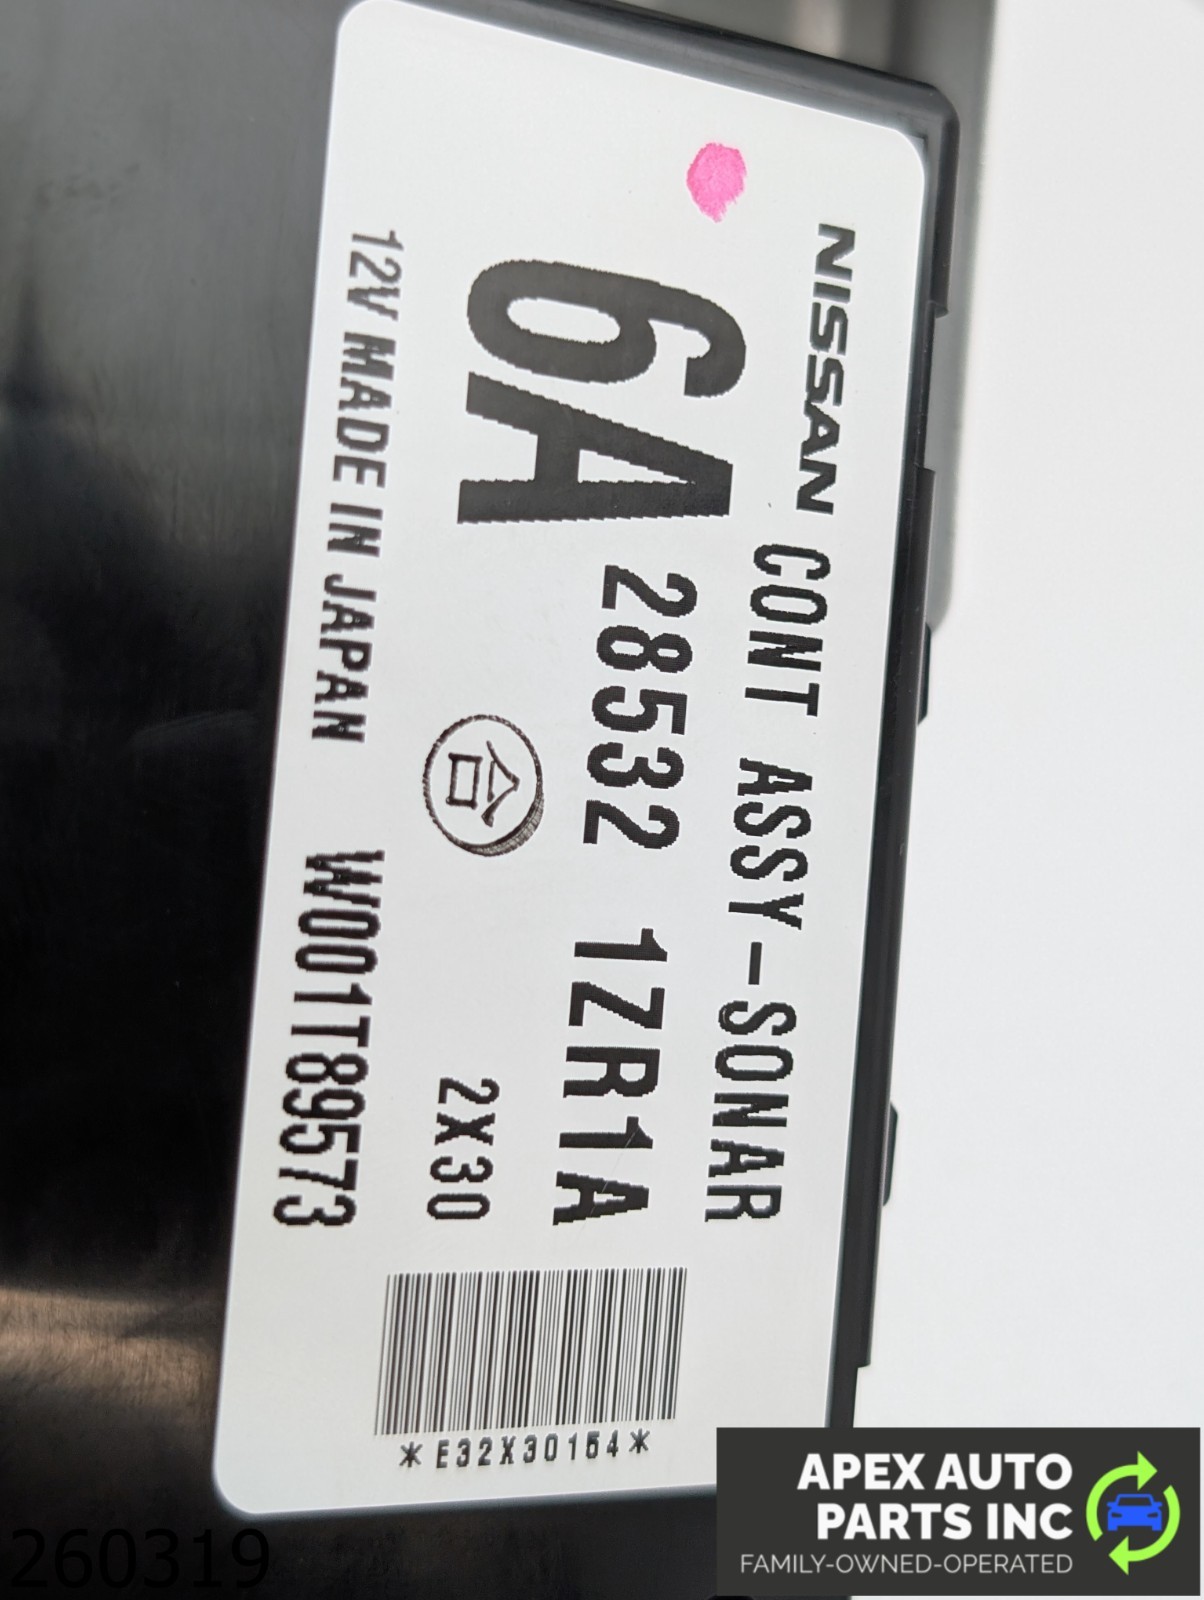 NISSAN CONT ASSY-SONAR
6A 28532 1ZR1A
合 2X30
12V MADE IN JAPAN W001T89573
*E32X30154*
260319
APEX AUTO
PARTS INC
FAMILY-OWNED-OPERATED